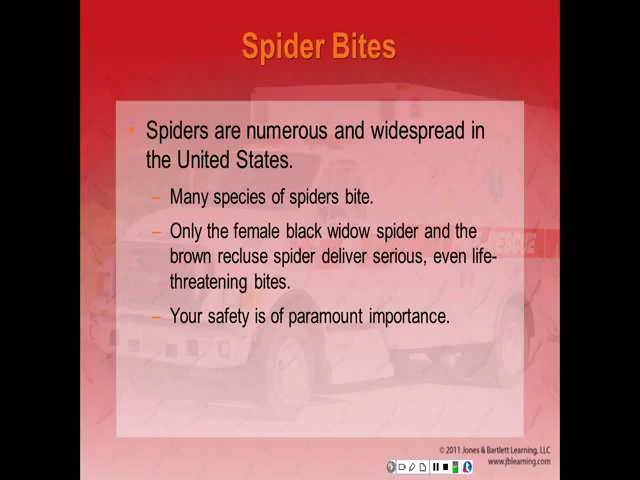 Spider Bites
• Spiders are numerous and widespread in
the United States.
– Many species of spiders bite.
– Only the female black widow spider and the
brown recluse spider deliver serious, even life-
threatening bites.
– Your safety is of paramount importance.
RESCUE
© 2011 Jones & Bartlett Learning, LLC
www.jblearning.com